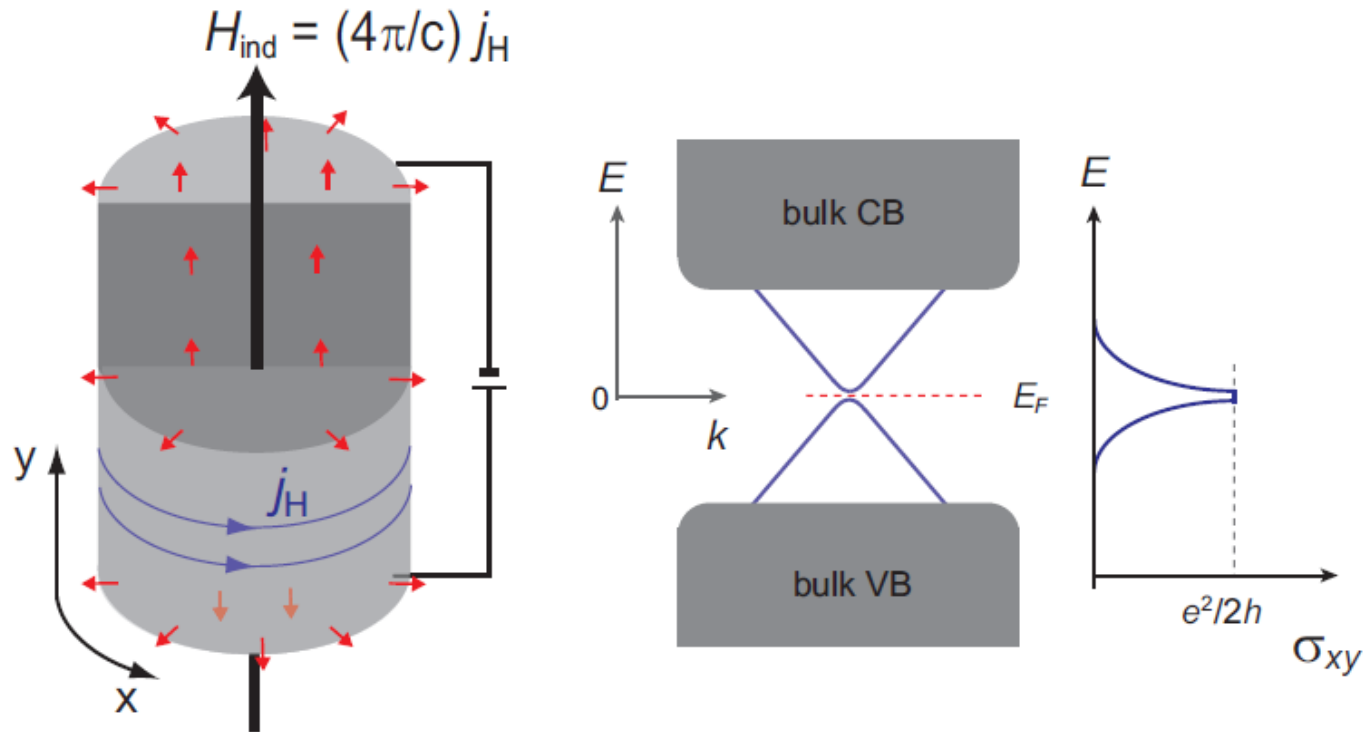 H_ind = (4π/c) j_H
y
x
j_H
E
0
k
bulk CB
E_F
bulk VB
E
e²/2h
σ_xy